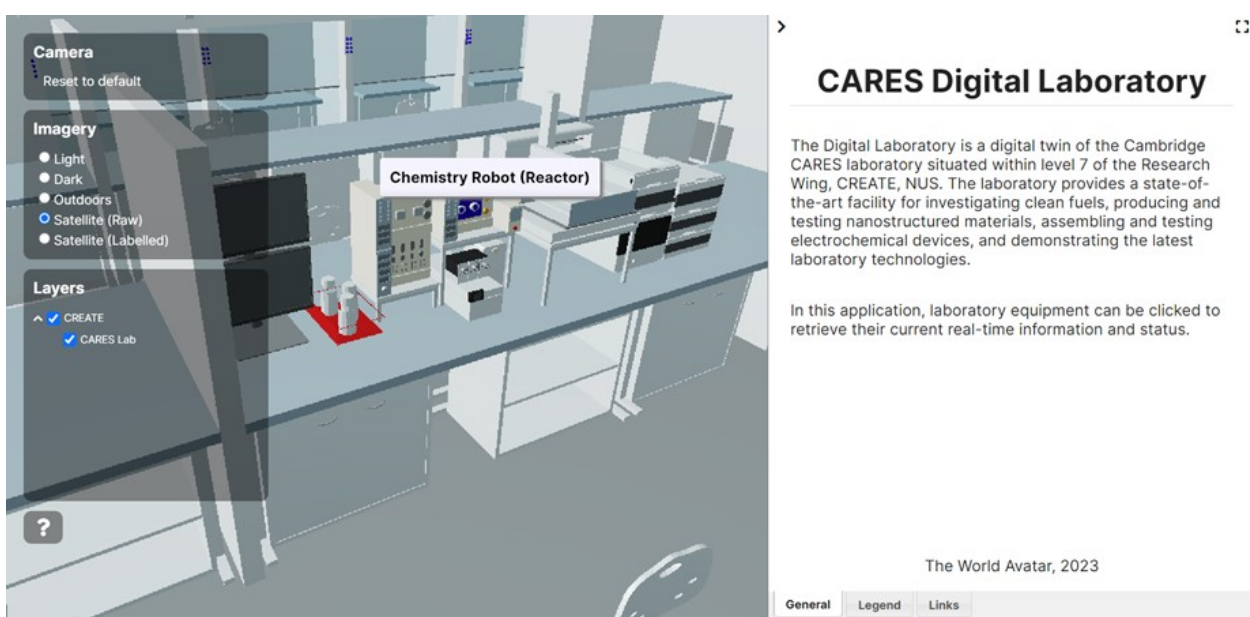 Camera
Reset to default
Imagery
Light
Dark
Outdoors
Satellite (Raw)
Satellite (Labelled)
Layers
CREATE
CARES Lab
?
Chemistry Robot (Reactor)
CARES Digital Laboratory
The Digital Laboratory is a digital twin of the Cambridge
CARES laboratory situated within level 7 of the Research
Wing, CREATE, NUS. The laboratory provides a state-of-
the-art facility for investigating clean fuels, producing and
testing nanostructured materials, assembling and testing
electrochemical devices, and demonstrating the latest
laboratory technologies.
In this application, laboratory equipment can be clicked to
retrieve their current real-time information and status.
The World Avatar, 2023
General Legend Links